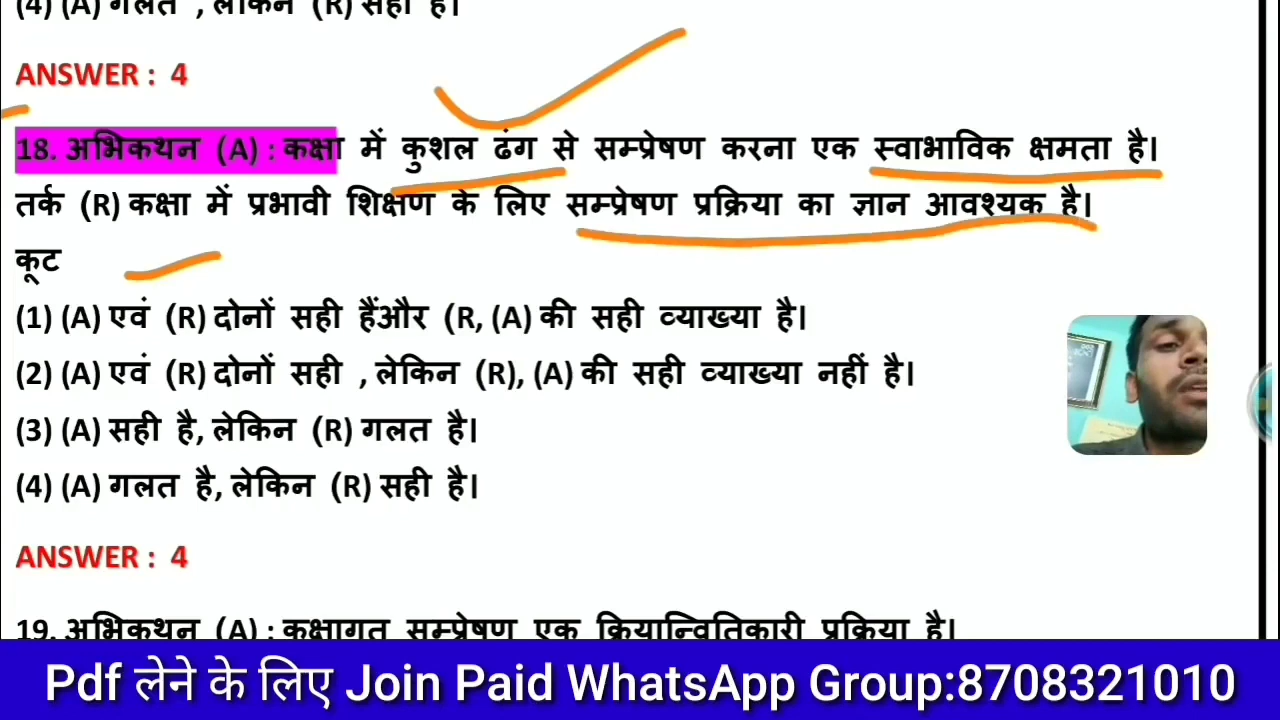 (4) (A) गलत , लेकिन (R) सही है।
ANSWER : 4
18. अभिकथन (A) : कक्षा में कुशल ढंग से सम्प्रेषण करना एक स्वाभाविक क्षमता है।
तर्क (R) कक्षा में प्रभावी शिक्षण के लिए सम्प्रेषण प्रक्रिया का ज्ञान आवश्यक है।
कूट
(1) (A) एवं (R) दोनों सही हैंऔर (R, (A) की सही व्याख्या है।
(2) (A) एवं (R) दोनों सही , लेकिन (R), (A) की सही व्याख्या नहीं है।
(3) (A) सही है, लेकिन (R) गलत है।
(4) (A) गलत है, लेकिन (R) सही है।
ANSWER : 4
19. अभिकथन (A) : कक्षागत सम्प्रेषण एक क्रियान्वितिकारी प्रक्रिया है।
Pdf लेने के लिए Join Paid WhatsApp Group:8708321010